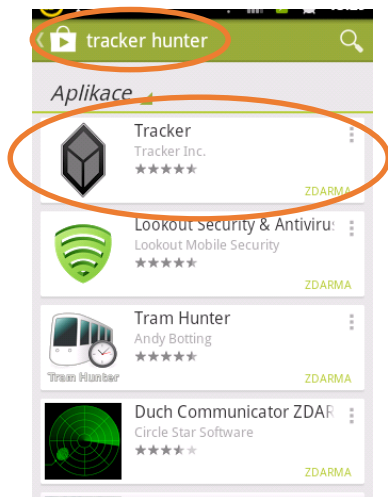 tracker hunter
Aplikace
Tracker
Tracker Inc.
ZDARMA
Lookout Security & Antivirus
Lookout Mobile Security
ZDARMA
Tram Hunter
Andy Botting
Tram Hunter
ZDARMA
Duch Communicator ZDAR
Circle Star Software
ZDARMA